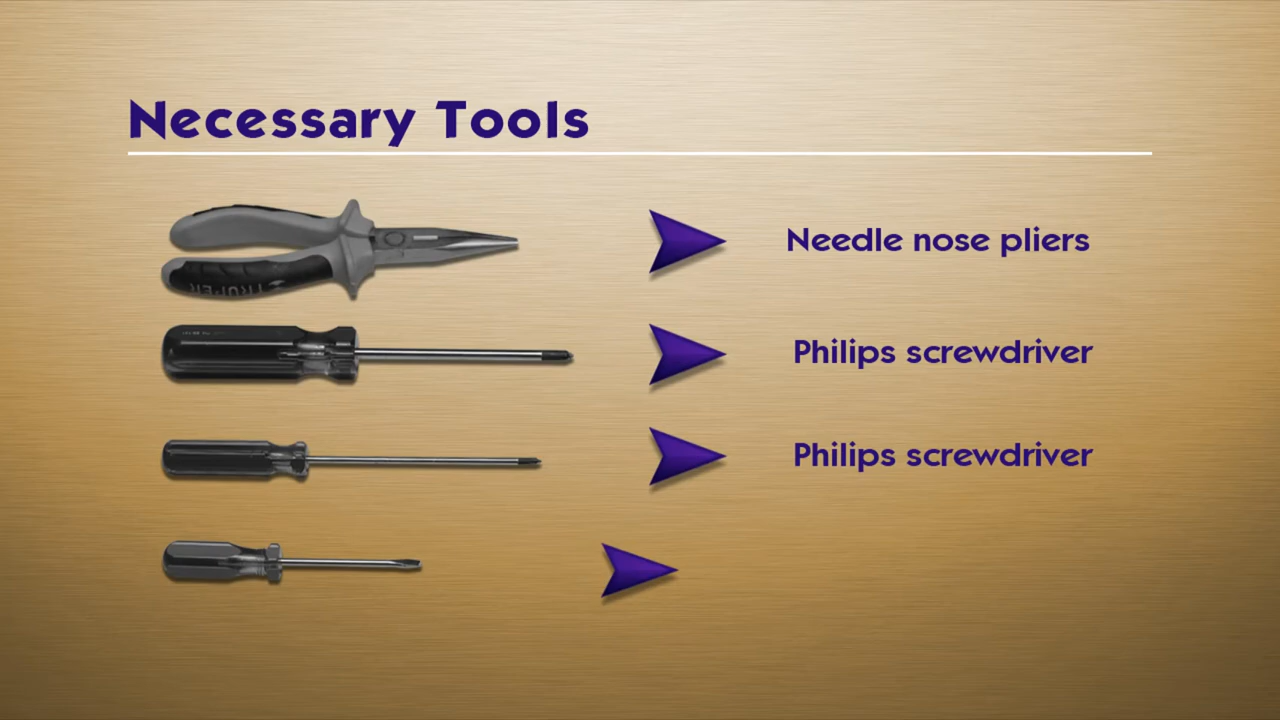 Necessary Tools
Needle nose pliers
Philips screwdriver
Philips screwdriver